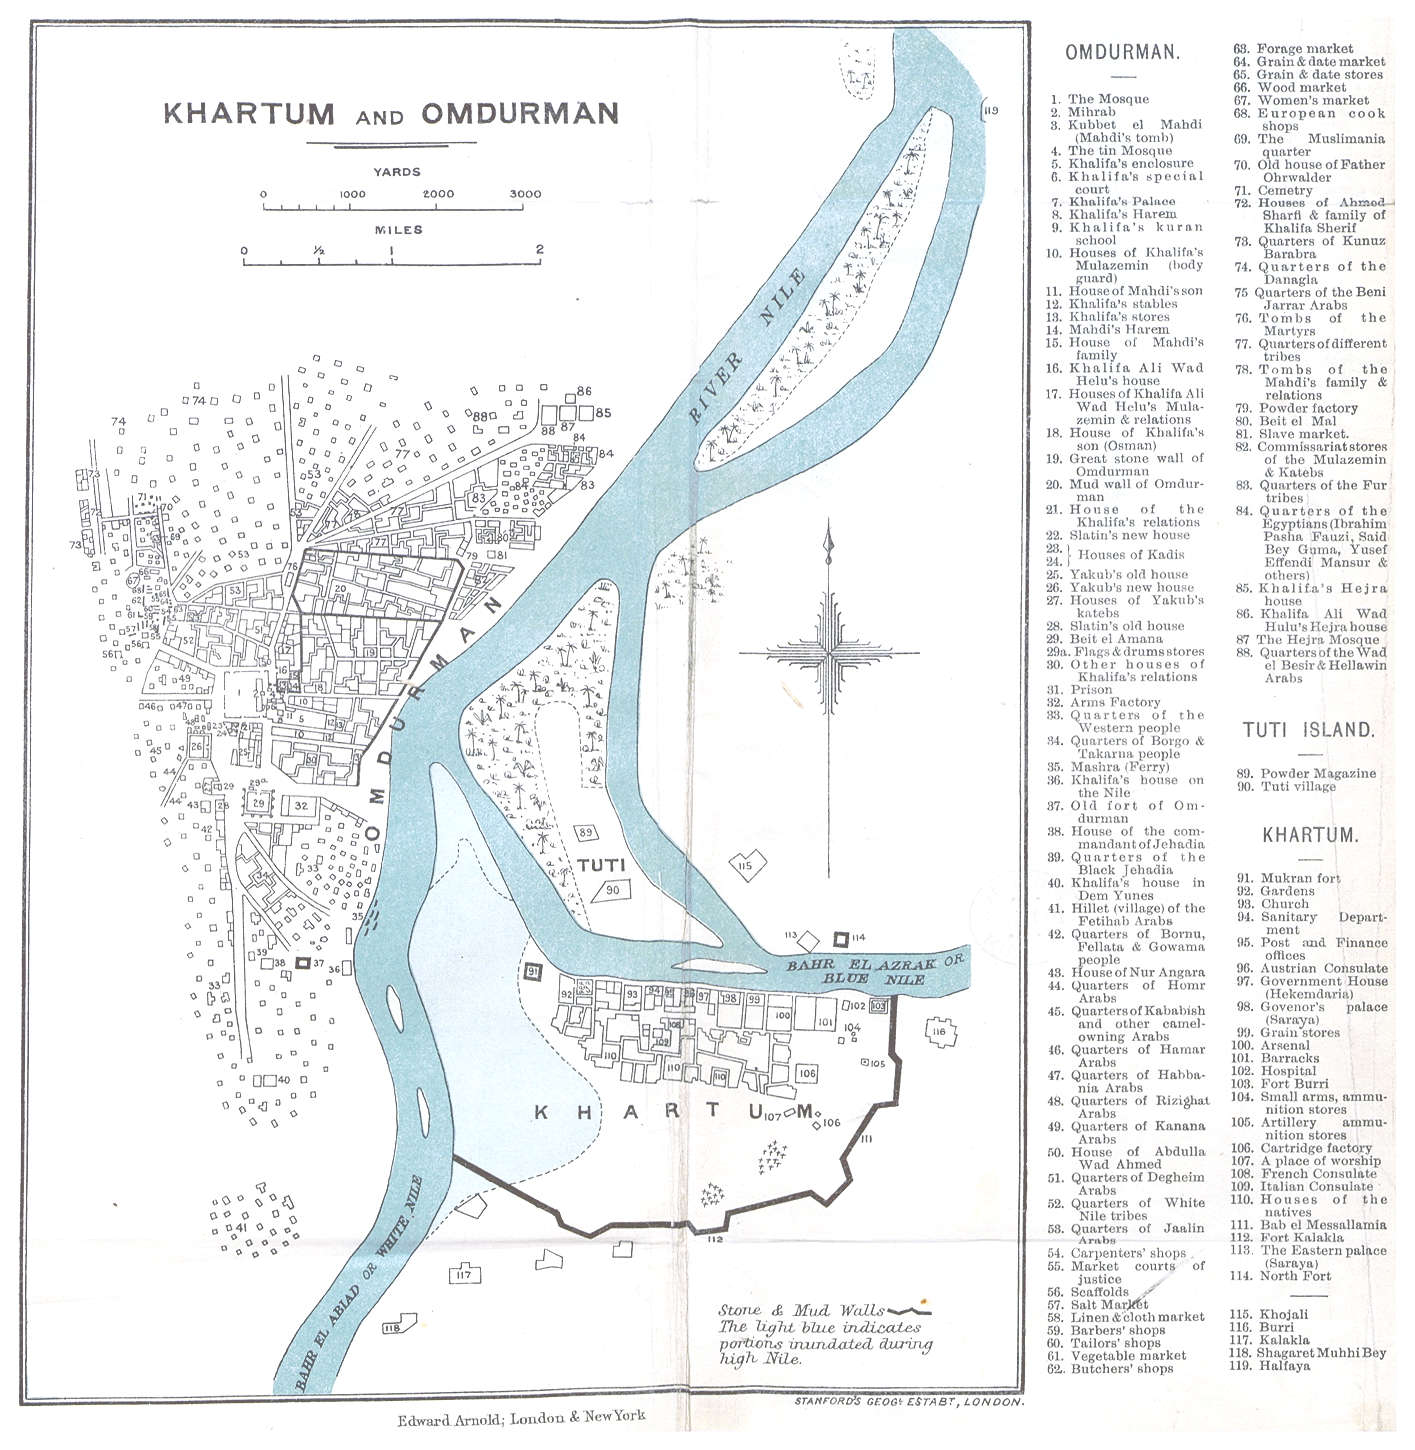 KHARTUM AND OMDURMAN
YARDS
0 1000 2000 3000
MILES
0 ½ 1 2
RIVER NILE
OMDURMAN
TUTI
BAHR EL AZRAK OR
BLUE NILE
KHARTUM
BAHR EL ABIAD OR WHITE NILE
Stone & Mud Walls
The light blue indicates
portions inundated during
high Nile.
STANFORD'S GEOGL ESTABT, LONDON.
Edward Arnold; London & New York
OMDURMAN.
1. The Mosque
2. Mihrab
3. Kubbet el Mahdi
(Mahdi's tomb)
4. The tin Mosque
5. Khalifa's enclosure
6. Khalifa's special
court
7. Khalifa's Palace
8. Khalifa's Harem
9. Khalifa's kuran
school
10. Houses of Khalifa's
Mulazemin (body
guard)
11. House of Mahdi's son
12. Khalifa's stables
13. Khalifa's stores
14. Mahdi's Harem
15. House of Mahdi's
family
16. Khalifa Ali Wad
Helu's house
17. Houses of Khalifa Ali
Wad Helu's Mula-
zemin & relations
18. House of Khalifa's
son (Osman)
19. Great stone wall of
Omdurman
20. Mud wall of Omdur-
man
21. House of the
Khalifa's relations
22. Slatin's new house
23. } Houses of Kadis
24. }
25. Yakub's old house
26. Yakub's new house
27. Houses of Yakub's
katebs
28. Slatin's old house
29. Beit el Amana
29a. Flags & drums stores
30. Other houses of
Khalifa's relations
31. Prison
32. Arms Factory
33. Quarters of the
Western people
34. Quarters of Borgo &
Takarna people
35. Mashra (Ferry)
36. Khalifa's house on
the Nile
37. Old fort of Om-
durman
38. House of the com-
mandant of Jehadia
39. Quarters of the
Black Jehadia
40. Khalifa's house in
Dem Yunes
41. Hillet (village) of the
Fetihab Arabs
42. Quarters of Bornu,
Fellata & Gowama
people
43. House of Nur Angara
44. Quarters of Homr
Arabs
45. Quarters of Kababish
and other camel-
owning Arabs
46. Quarters of Hamar
Arabs
47. Quarters of Habba-
nia Arabs
48. Quarters of Rizighat
Arabs
49. Quarters of Kanana
Arabs
50. House of Abdulla
Wad Ahmed
51. Quarters of Degheim
Arabs
52. Quarters of White
Nile tribes
53. Quarters of Jaalin
Arabs
54. Carpenters' shops
55. Market courts of
justice
56. Scaffolds
57. Salt Market
58. Linen & cloth market
59. Barbers' shops
60. Tailors' shops
61. Vegetable market
62. Butchers' shops
63. Forage market
64. Grain & date market
65. Grain & date stores
66. Wood market
67. Women's market
68. European cook
shops
69. The Muslimania
quarter
70. Old house of Father
Ohrwalder
71. Cemetry
72. Houses of Ahmed
Sharfi & family of
Khalifa Sherif
73. Quarters of Kunuz
Barabra
74. Quarters of the
Danagla
75 Quarters of the Beni
Jarrar Arabs
76. Tombs of the
Martyrs
77. Quarters of different
tribes
78. Tombs of the
Mahdi's family &
relations
79. Powder factory
80. Beit el Mal
81. Slave market.
82. Commissariat stores
of the Mulazemin
& Katebs
83. Quarters of the Fur
tribes
84. Quarters of the
Egyptians (Ibrahim
Pasha Fauzi, Said
Bey Guma, Yusef
Effendi Mansur &
others)
85. Khalifa's Hejra
house
86. Khalifa Ali Wad
Hulu's Hejra house
87 The Hejra Mosque
88. Quarters of the Wad
el Besir & Hellawin
Arabs
TUTI ISLAND.
89. Powder Magazine
90. Tuti village
KHARTUM.
91. Mukran fort
92. Gardens
93. Church
94. Sanitary Depart-
ment
95. Post and Finance
offices
96. Austrian Consulate
97. Government House
(Hekemdaria)
98. Govenor's palace
(Saraya)
99. Grain stores
100. Arsenal
101. Barracks
102. Hospital
103. Fort Burri
104. Small arms, ammu-
nition stores
105. Artillery ammu-
nition stores
106. Cartridge factory
107. A place of worship
108. French Consulate
109. Italian Consulate
110. Houses of the
natives
111. Bab el Messallamia
112. Fort Kalakla
113. The Eastern palace
(Saraya)
114. North Fort
115. Khojali
116. Burri
117. Kalakla
118. Shagaret Muhhi Bey
119. Halfaya